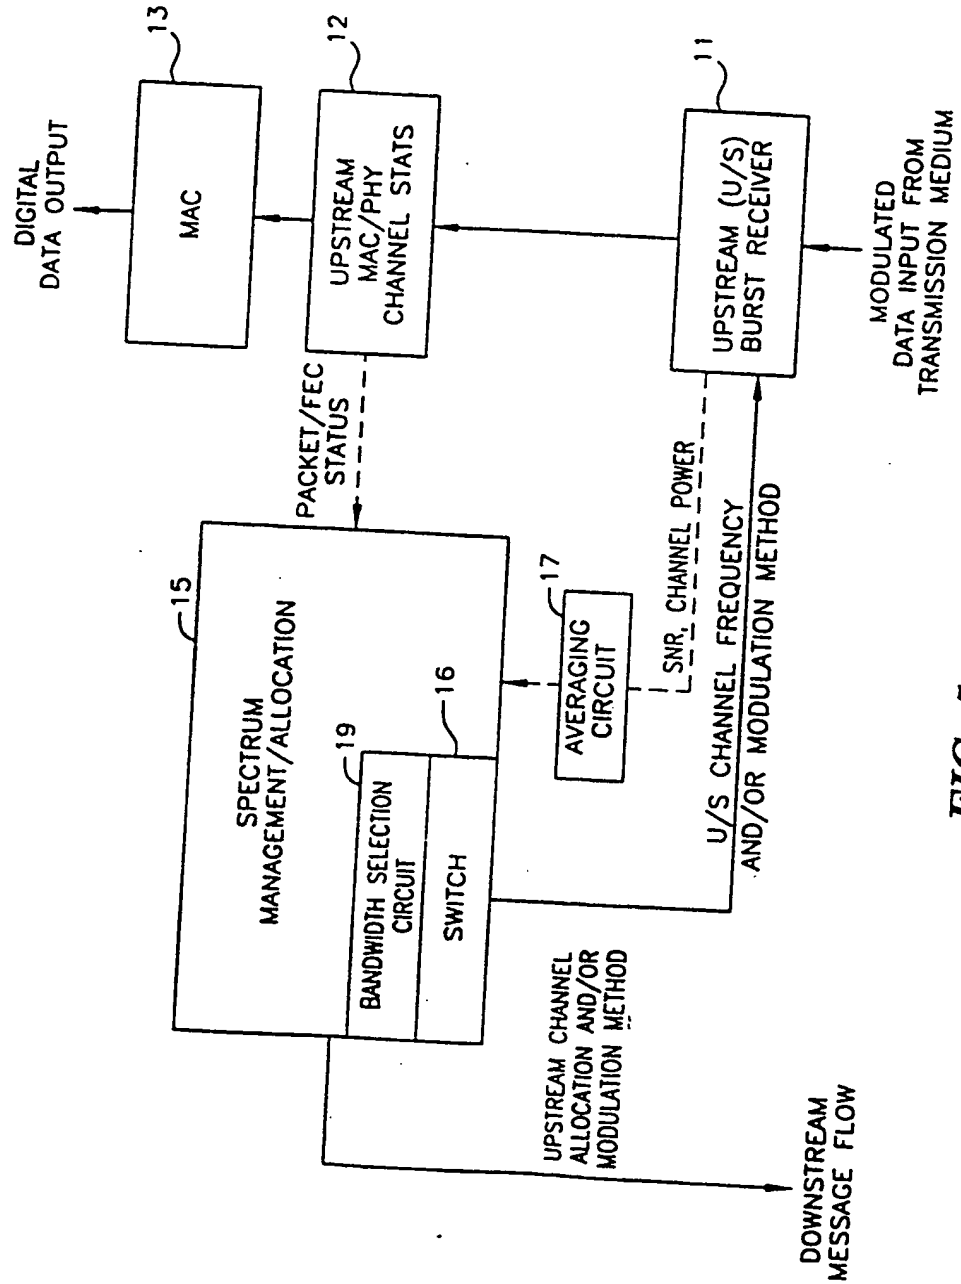 DIGITAL
DATA OUTPUT
13
MAC
12
UPSTREAM
MAC/PHY
CHANNEL STATS
PACKET/FEC
STATUS
15
SPECTRUM
MANAGEMENT/ALLOCATION
19
BANDWIDTH SELECTION
CIRCUIT
16
SWITCH
17
AVERAGING
CIRCUIT
SNR, CHANNEL POWER
11
UPSTREAM (U/S)
BURST RECEIVER
U/S CHANNEL FREQUENCY
AND/OR MODULATION METHOD
MODULATED
DATA INPUT FROM
TRANSMISSION MEDIUM
UPSTREAM CHANNEL
ALLOCATION AND/OR
MODULATION METHOD
DOWNSTREAM
MESSAGE FLOW
FIG.